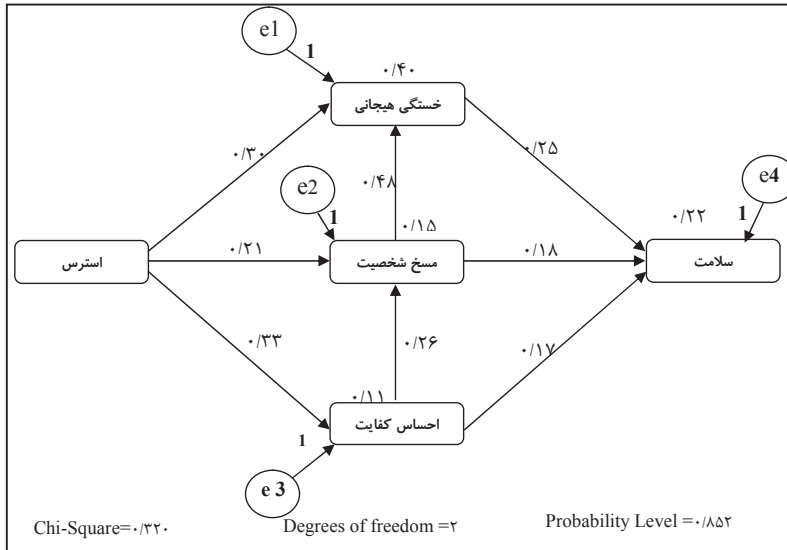 e1
1
۰/۴۰
خستگی هیجانی
۰/۳۰
۰/۲۵
۰/۴۸
e2
1
۰/۱۵
e4
1
۰/۲۲
استرس
۰/۲۱
مسخ شخصیت
۰/۱۸
سلامت
۰/۳۳
۰/۲۶
۰/۱۷
۰/۱۱
احساس کفایت
1
e 3
Chi-Square=۰/۳۲۰
Degrees of freedom =۲
Probability Level =۰/۸۵۲